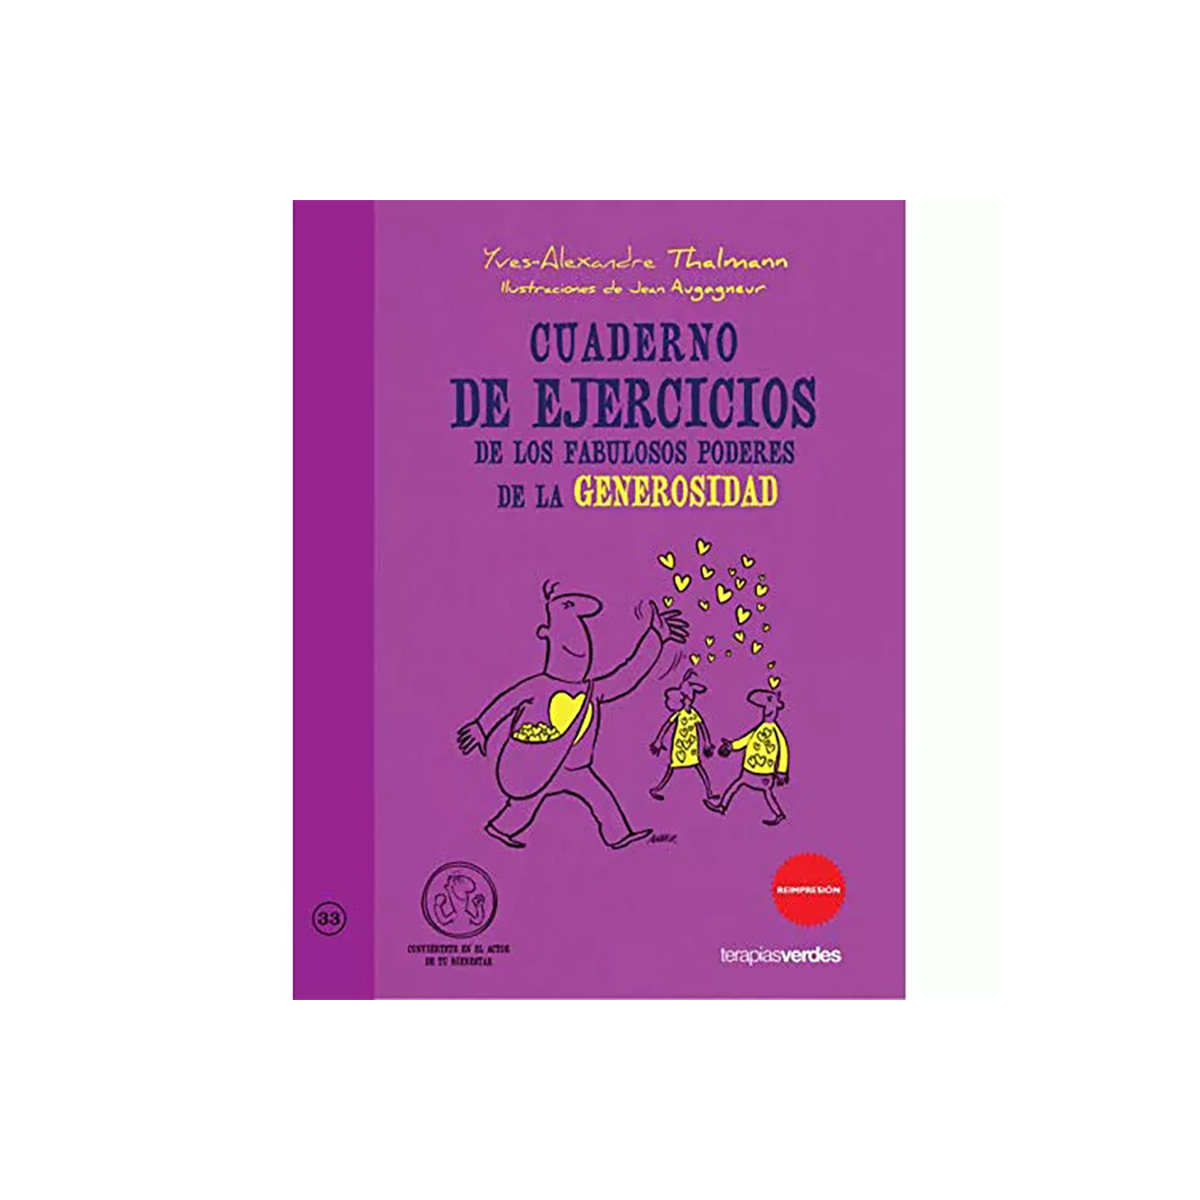 Yves-Alexandre Thalmann
Ilustraciones de Jean Augagneur
CUADERNO
DE EJERCICIOS
DE LOS FABULOSOS PODERES
DE LA GENEROSIDAD
REIMPRESIÓN
33
CONVIÉRTETE EN EL ACTOR
DE TU BIENESTAR
terapiasverdes